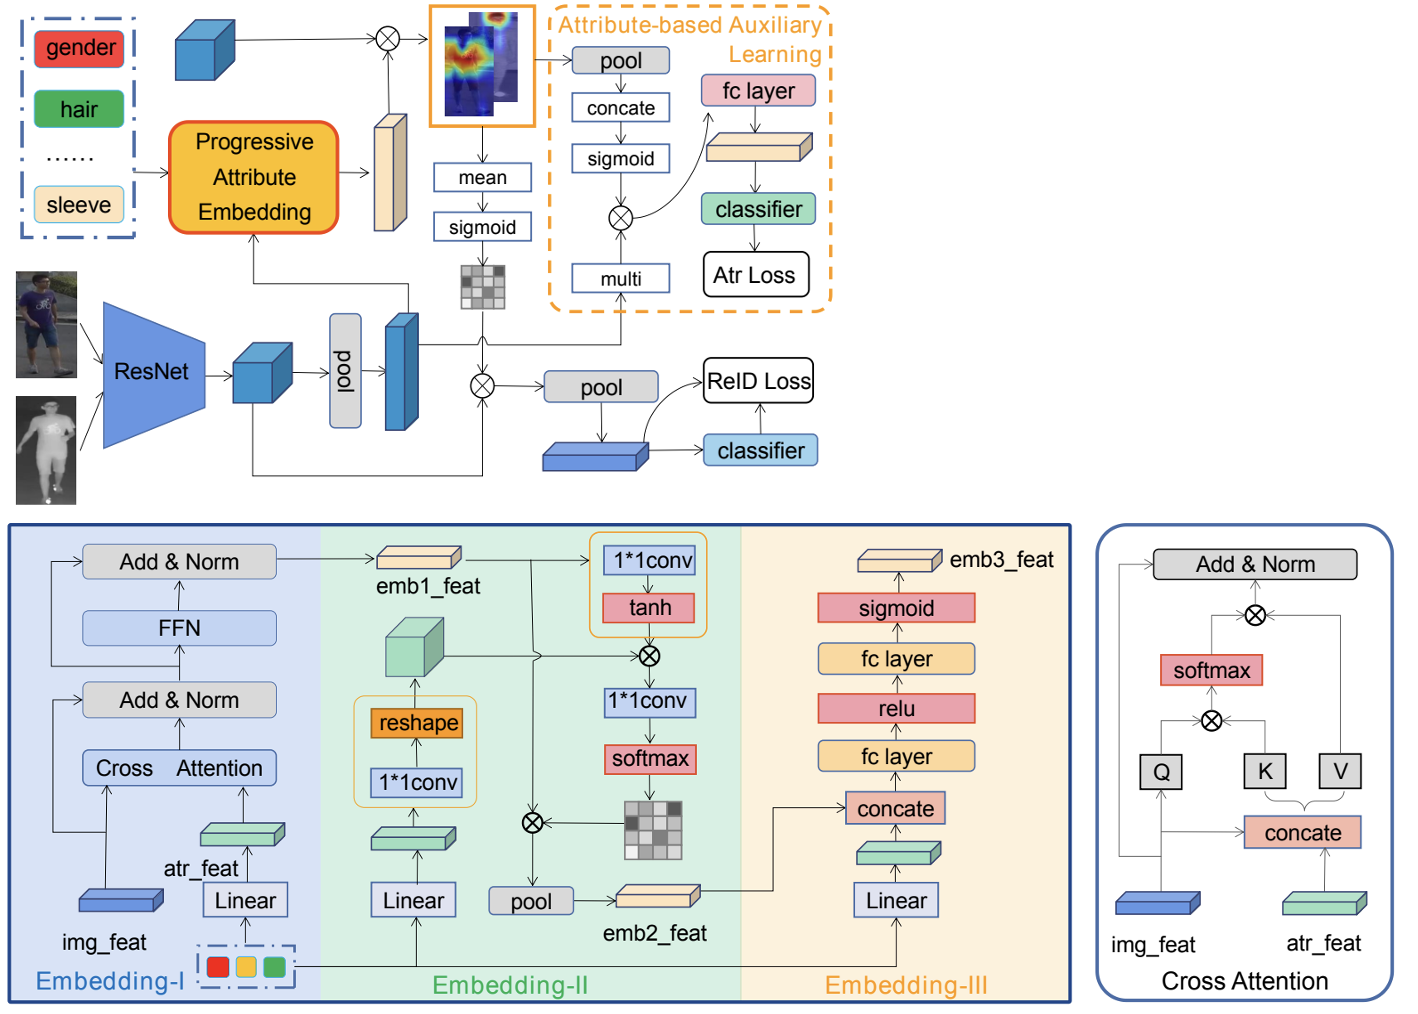 gender
hair
......
sleeve
Progressive
Attribute
Embedding
mean
sigmoid
Attribute-based Auxiliary
Learning
pool
concate
sigmoid
multi
fc layer
classifier
Atr Loss
ResNet
pool
pool
ReID Loss
classifier
Add & Norm
FFN
Add & Norm
Cross Attention
atr_feat
Linear
img_feat
Embedding-I
emb1_feat
1*1conv
tanh
reshape
1*1conv
1*1conv
softmax
Linear
pool
emb2_feat
Embedding-II
emb3_feat
sigmoid
fc layer
relu
fc layer
concate
Linear
Embedding-III
Add & Norm
softmax
Q
K
V
concate
img_feat
atr_feat
Cross Attention